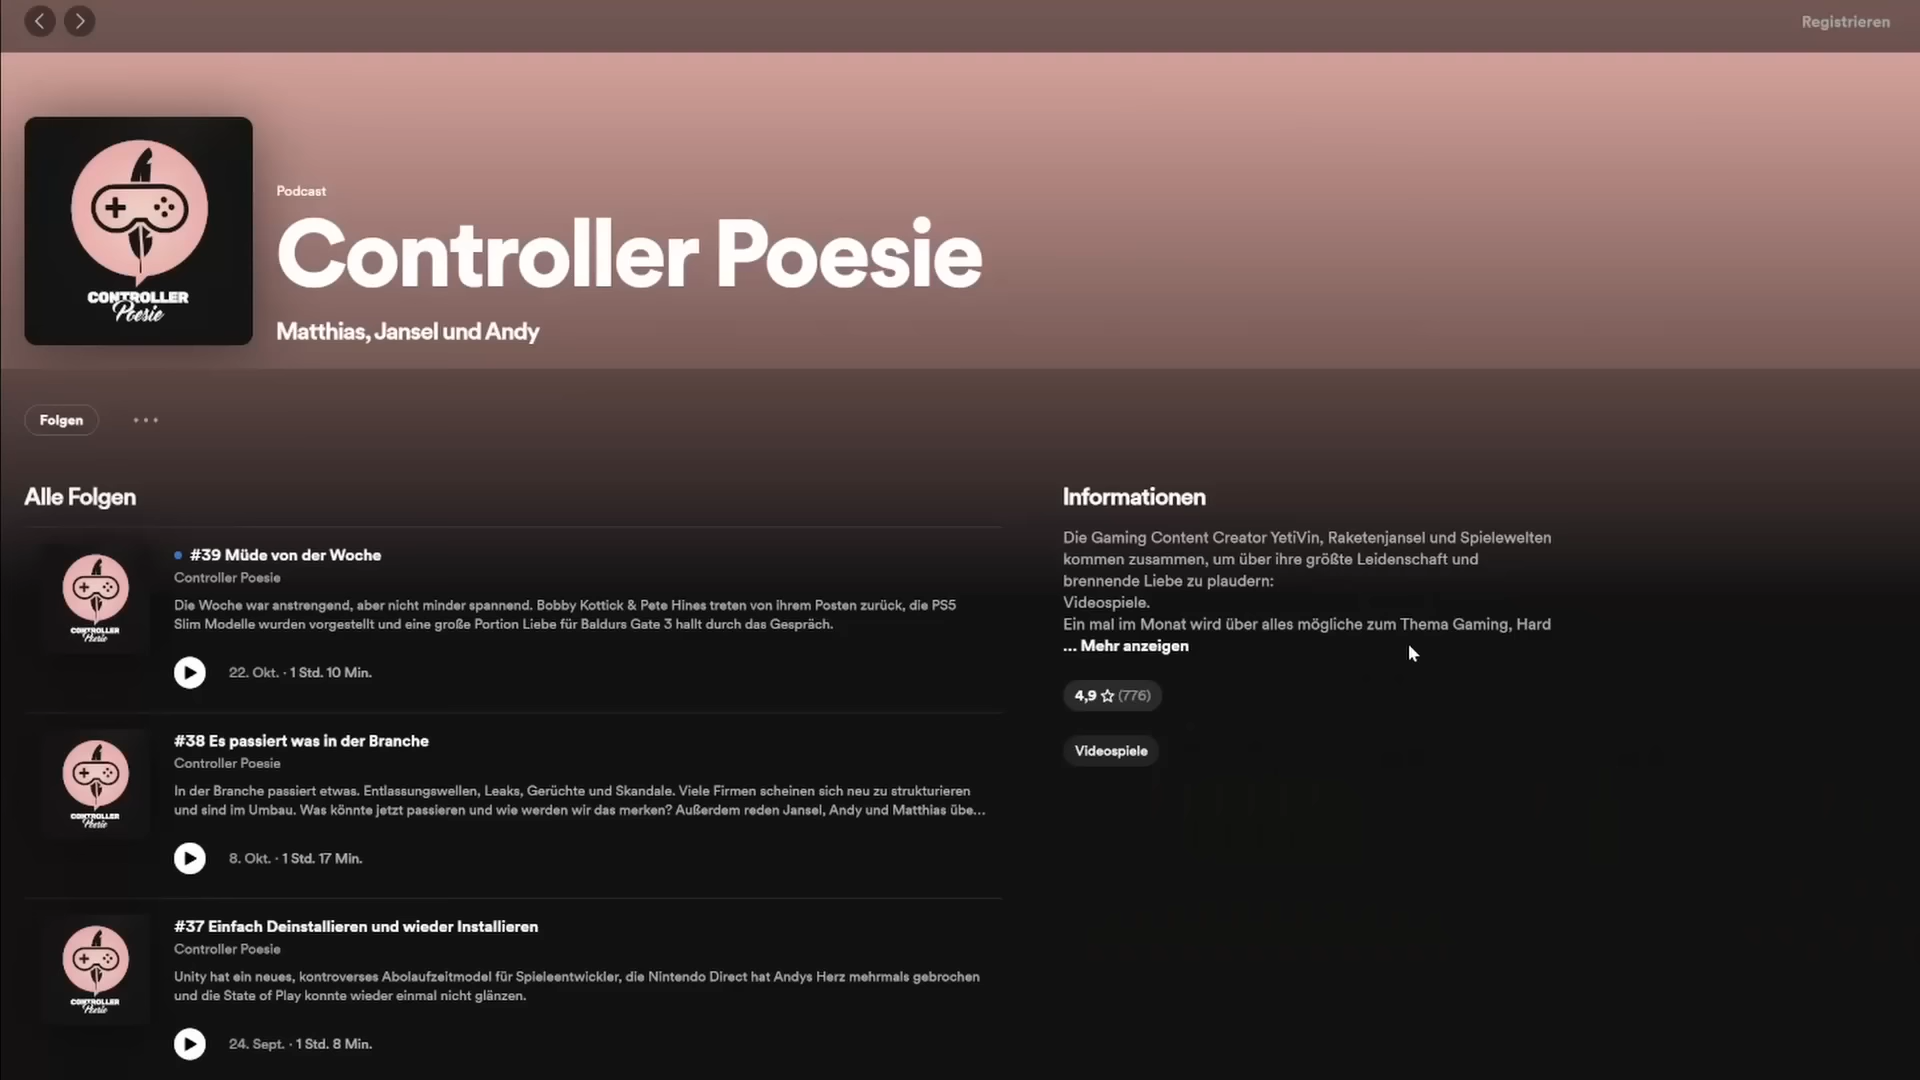 Registrieren
CONTROLLER
Poesie
Podcast
Controller Poesie
Matthias, Jansel und Andy
Folgen
Alle Folgen
CONTROLLER
Poesie
#39 Müde von der Woche
Controller Poesie
Die Woche war anstrengend, aber nicht minder spannend. Bobby Kottick & Pete Hines treten von ihrem Posten zurück, die PS5
Slim Modelle wurden vorgestellt und eine große Portion Liebe für Baldurs Gate 3 hallt durch das Gespräch.
22. Okt. · 1 Std. 10 Min.
CONTROLLER
Poesie
#38 Es passiert was in der Branche
Controller Poesie
In der Branche passiert etwas. Entlassungswellen, Leaks, Gerüchte und Skandale. Viele Firmen scheinen sich neu zu strukturieren
und sind im Umbau. Was könnte jetzt passieren und wie werden wir das merken? Außerdem reden Jansel, Andy und Matthias übe...
8. Okt. · 1 Std. 17 Min.
CONTROLLER
Poesie
#37 Einfach Deinstallieren und wieder Installieren
Controller Poesie
Unity hat ein neues, kontroverses Abolaufzeitmodel für Spieleentwickler, die Nintendo Direct hat Andys Herz mehrmals gebrochen
und die State of Play konnte wieder einmal nicht glänzen.
24. Sept. · 1 Std. 8 Min.
Informationen
Die Gaming Content Creator YetiVin, Raketenjansel und Spielewelten
kommen zusammen, um über ihre größte Leidenschaft und
brennende Liebe zu plaudern:
Videospiele.
Ein mal im Monat wird über alles mögliche zum Thema Gaming, Hard
... Mehr anzeigen
4,9 (776)
Videospiele